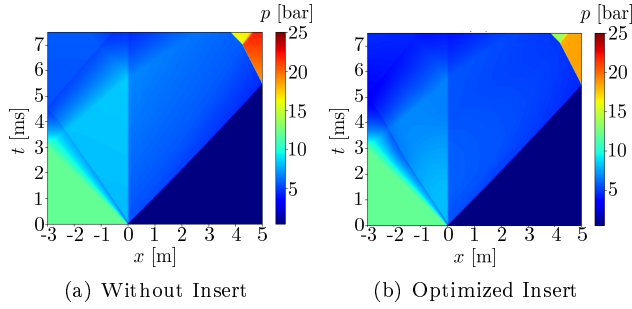 p [bar] p [bar]
7 25 7 25
6 20 6 20
5 5
t [ms] 4 15 t [ms] 4 15
3 10 3 10
2 2
1 5 1 5
0 0
-3 -2 -1 0 1 2 3 4 5 -3 -2 -1 0 1 2 3 4 5
x [m] x [m]
(a) Without Insert (b) Optimized Insert